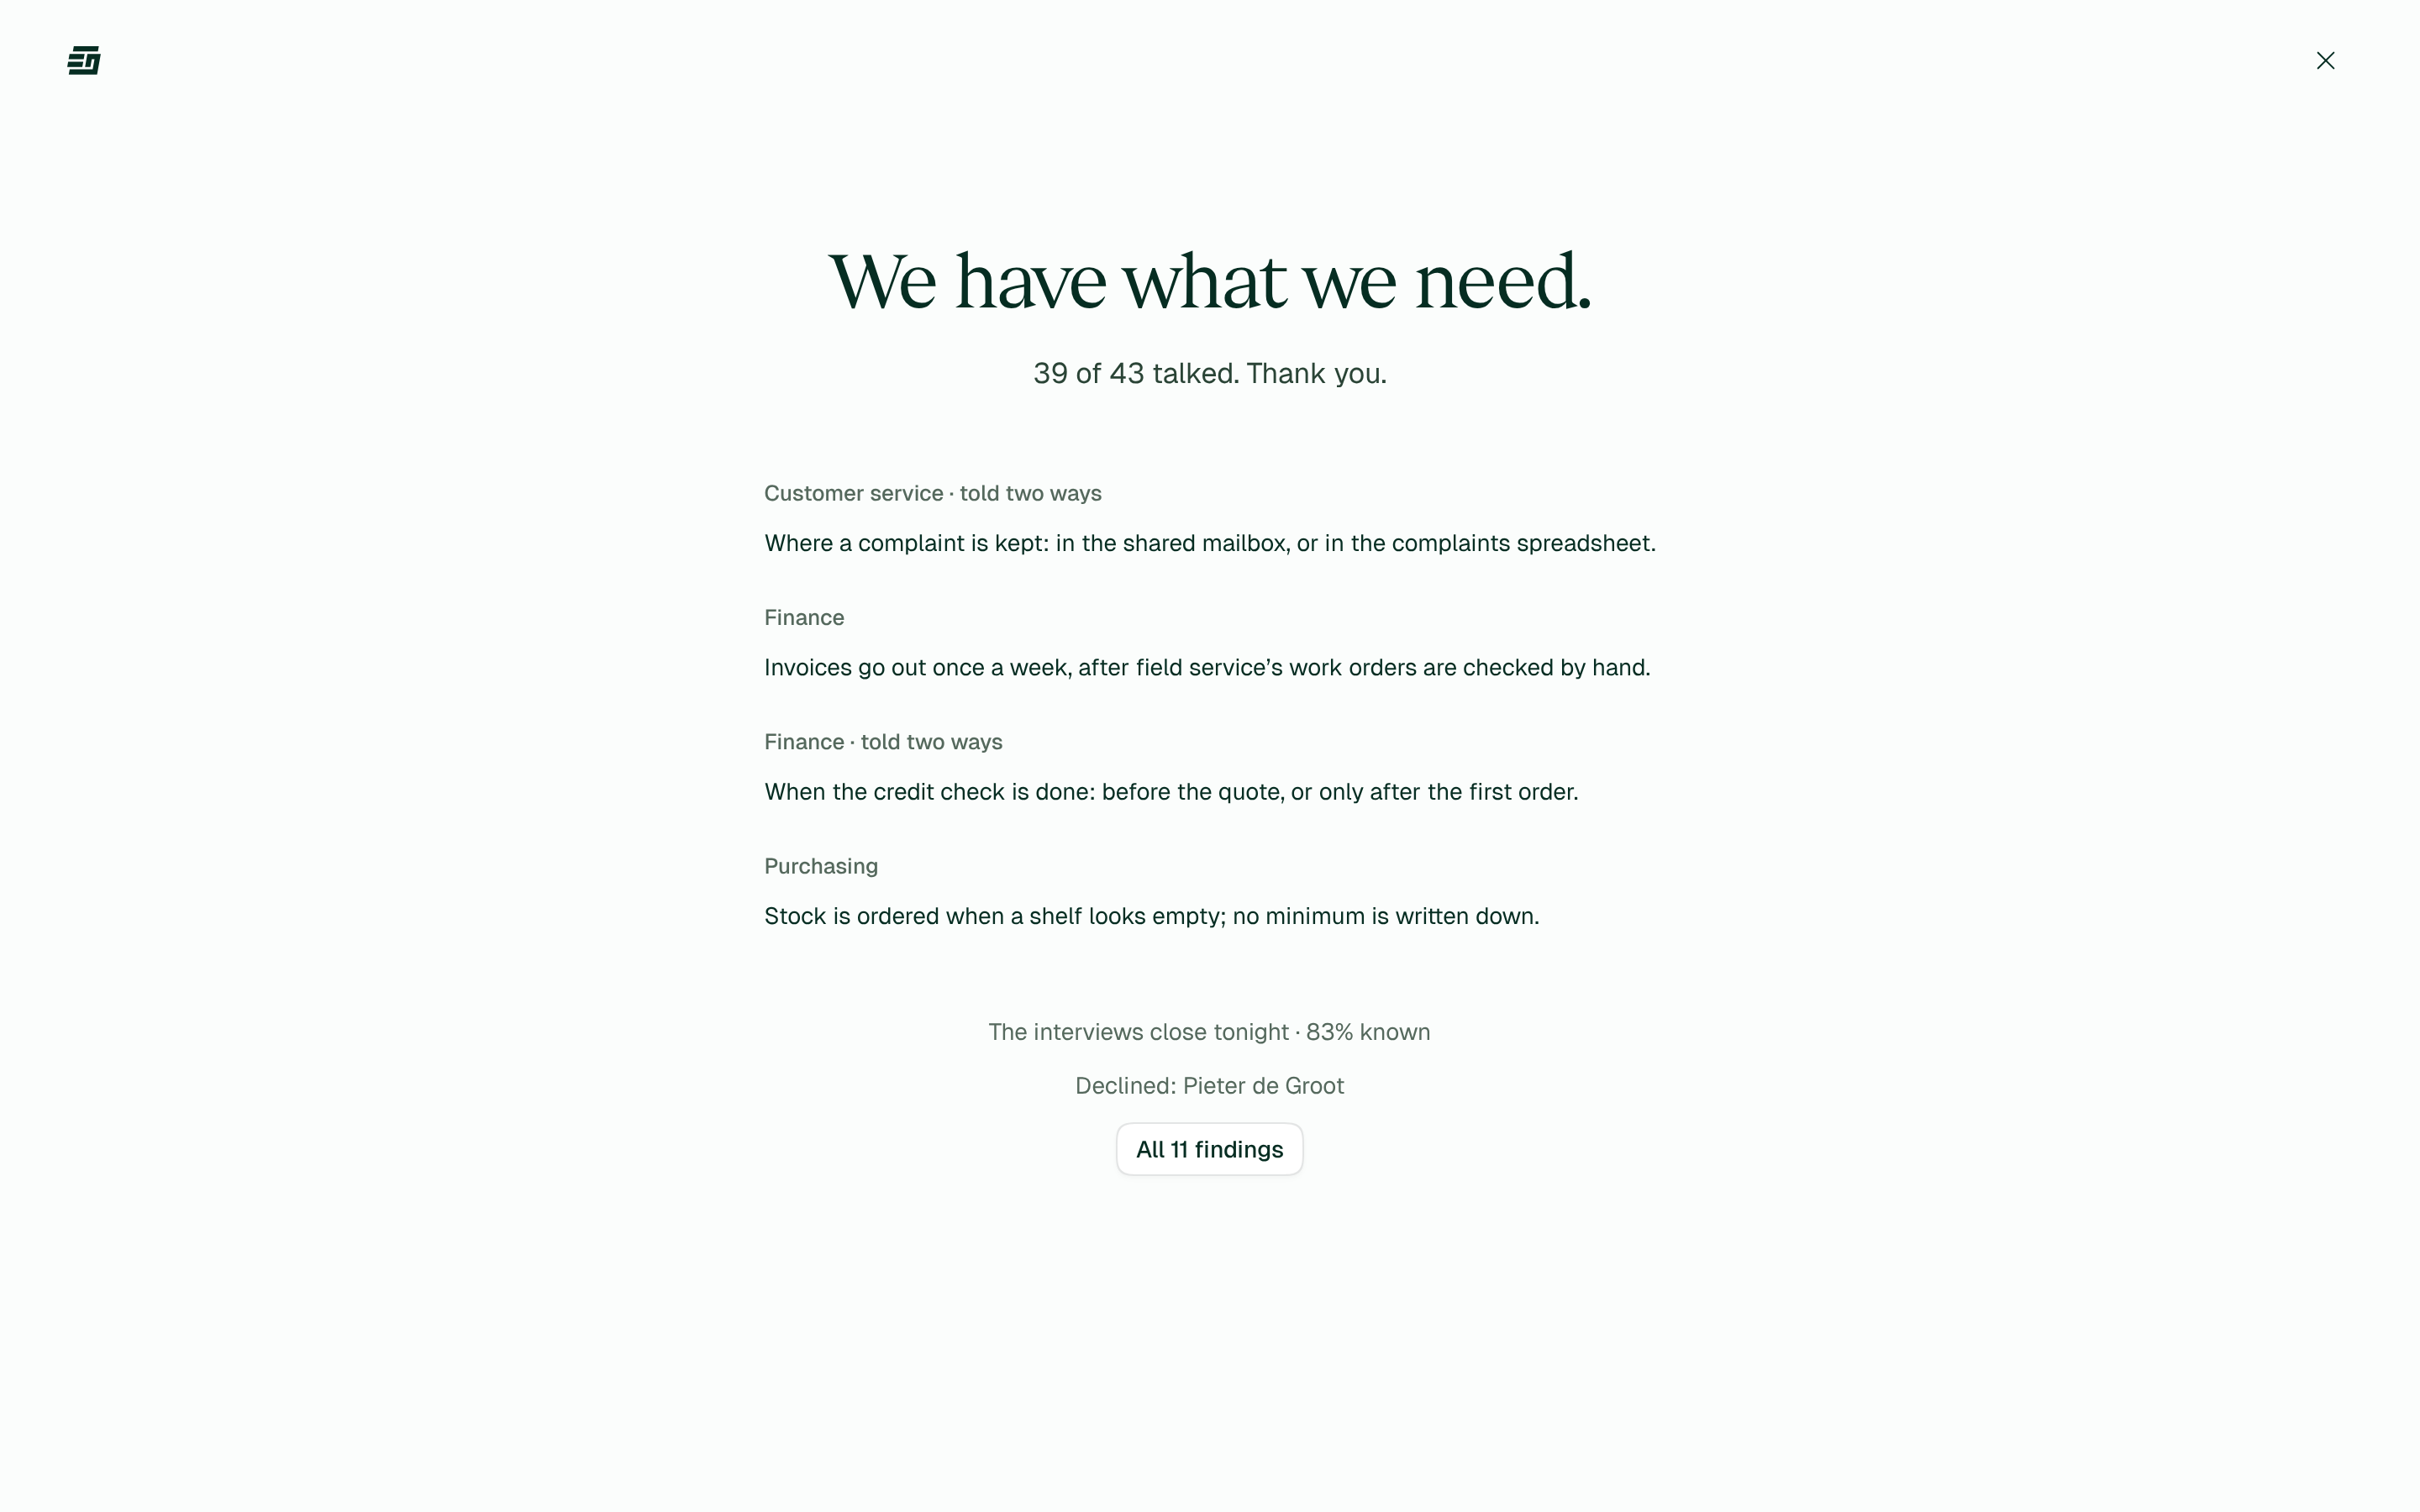 We have what we need.
39 of 43 talked. Thank you.
Customer service · told two ways
Where a complaint is kept: in the shared mailbox, or in the complaints spreadsheet.
Finance
Invoices go out once a week, after field service’s work orders are checked by hand.
Finance · told two ways
When the credit check is done: before the quote, or only after the first order.
Purchasing
Stock is ordered when a shelf looks empty; no minimum is written down.
The interviews close tonight · 83% known
Declined: Pieter de Groot
All 11 findings